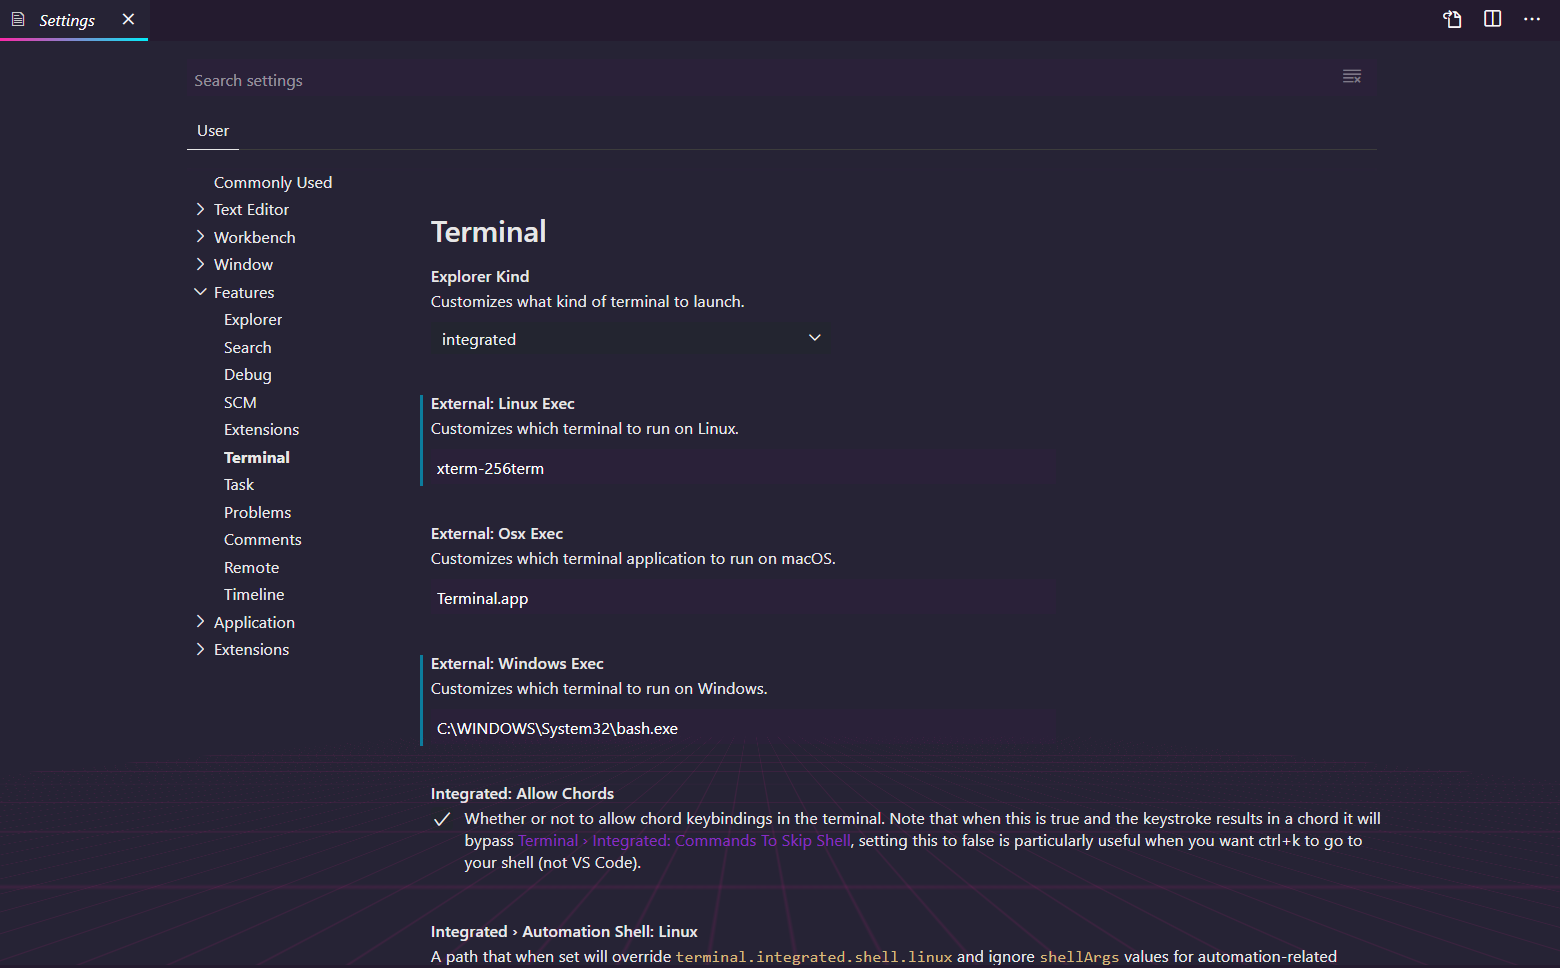 Settings
Search settings
User
Commonly Used
Text Editor
Workbench
Window
Features
Explorer
Search
Debug
SCM
Extensions
Terminal
Task
Problems
Comments
Remote
Timeline
Application
Extensions
Terminal
Explorer Kind
Customizes what kind of terminal to launch.
integrated
External: Linux Exec
Customizes which terminal to run on Linux.
xterm-256term
External: Osx Exec
Customizes which terminal application to run on macOS.
Terminal.app
External: Windows Exec
Customizes which terminal to run on Windows.
C:\WINDOWS\System32\bash.exe
Integrated: Allow Chords
Whether or not to allow chord keybindings in the terminal. Note that when this is true and the keystroke results in a chord it will
bypass Terminal › Integrated: Commands To Skip Shell, setting this to false is particularly useful when you want ctrl+k to go to
your shell (not VS Code).
Integrated › Automation Shell: Linux
A path that when set will override terminal.integrated.shell.linux and ignore shellArgs values for automation-related